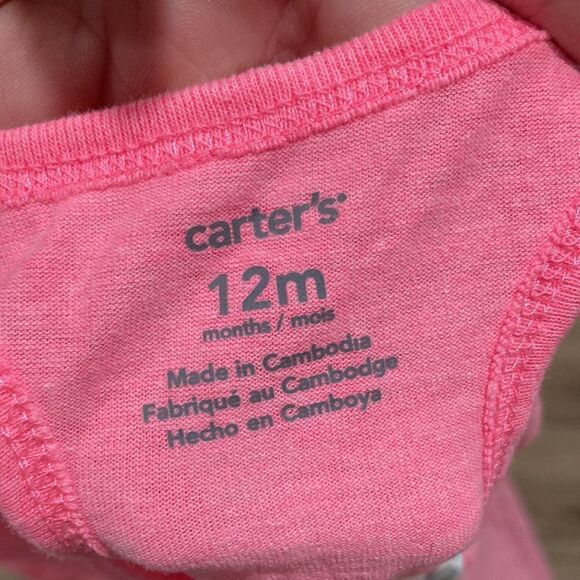 carter's
12m
months / mois
Made in Cambodia
Fabriqué au Cambodge
Hecho en Camboya